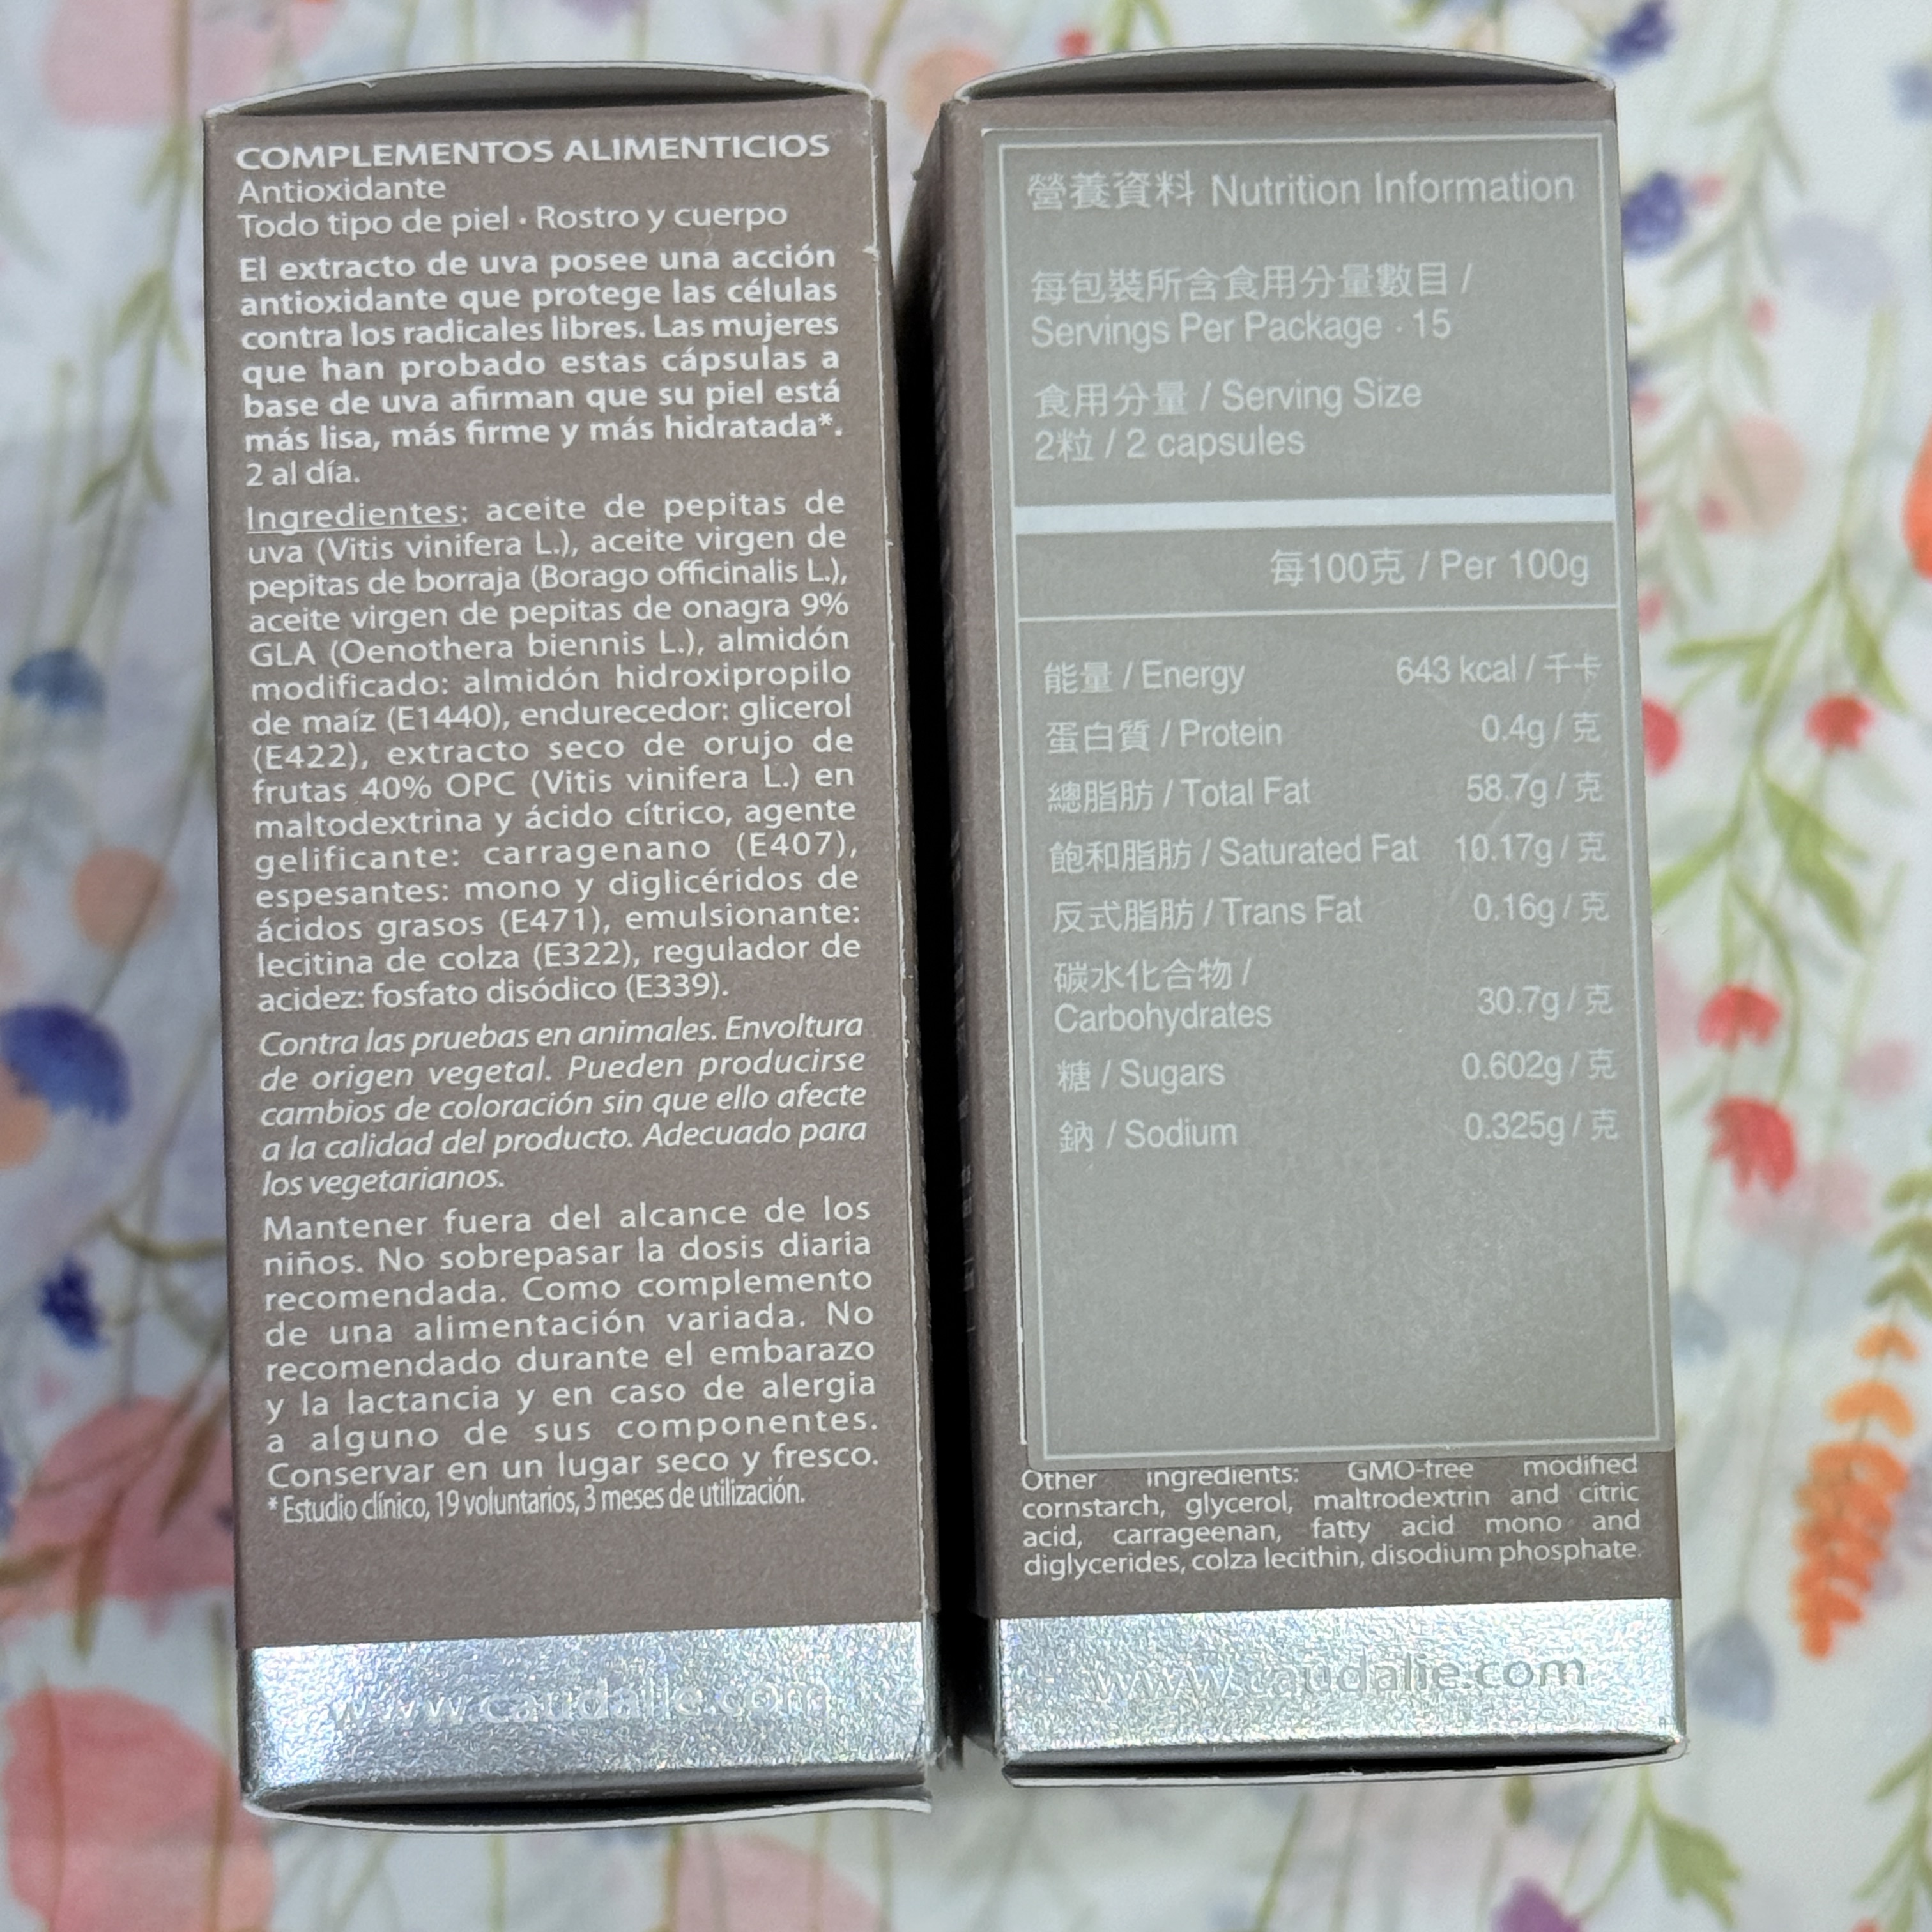 COMPLEMENTOS ALIMENTICIOS
Antioxidante
Todo tipo de piel · Rostro y cuerpo
El extracto de uva posee una acción
antioxidante que protege las células
contra los radicales libres. Las mujeres
que han probado estas cápsulas a
base de uva afirman que su piel está
más lisa, más firme y más hidratada*.
2 al día.
Ingredientes: aceite de pepitas de
uva (Vitis vinifera L.), aceite virgen de
pepitas de borraja (Borago officinalis L.),
aceite virgen de pepitas de onagra 9%
GLA (Oenothera biennis L.), almidón
modificado: almidón hidroxipropilo
de maíz (E1440), endurecedor: glicerol
(E422), extracto seco de orujo de
frutas 40% OPC (Vitis vinifera L.) en
maltodextrina y ácido cítrico, agente
gelificante: carragenano (E407),
espesantes: mono y diglicéridos de
ácidos grasos (E471), emulsionante:
lecitina de colza (E322), regulador de
acidez: fosfato disódico (E339).
Contra las pruebas en animales. Envoltura
de origen vegetal. Pueden producirse
cambios de coloración sin que ello afecte
a la calidad del producto. Adecuado para
los vegetarianos.
Mantener fuera del alcance de los
niños. No sobrepasar la dosis diaria
recomendada. Como complemento
de una alimentación variada. No
recomendado durante el embarazo
y la lactancia y en caso de alergia
a alguno de sus componentes.
Conservar en un lugar seco y fresco.
* Estudio clínico, 19 voluntarios, 3 meses de utilización.
www.caudalie.com
營養資料 Nutrition Information
每包裝所含食用分量數目 /
Servings Per Package · 15
食用分量 / Serving Size
2粒 / 2 capsules
每100克 / Per 100g
能量 / Energy 643 kcal / 千卡
蛋白質 / Protein 0.4g / 克
總脂肪 / Total Fat 58.7g / 克
飽和脂肪 / Saturated Fat 10.17g / 克
反式脂肪 / Trans Fat 0.16g / 克
碳水化合物 /
Carbohydrates 30.7g / 克
糖 / Sugars 0.602g / 克
鈉 / Sodium 0.325g / 克
Other ingredients: GMO-free modified
cornstarch, glycerol, maltrodextrin and citric
acid, carrageenan, fatty acid mono and
diglycerides, colza lecithin, disodium phosphate.
www.caudalie.com